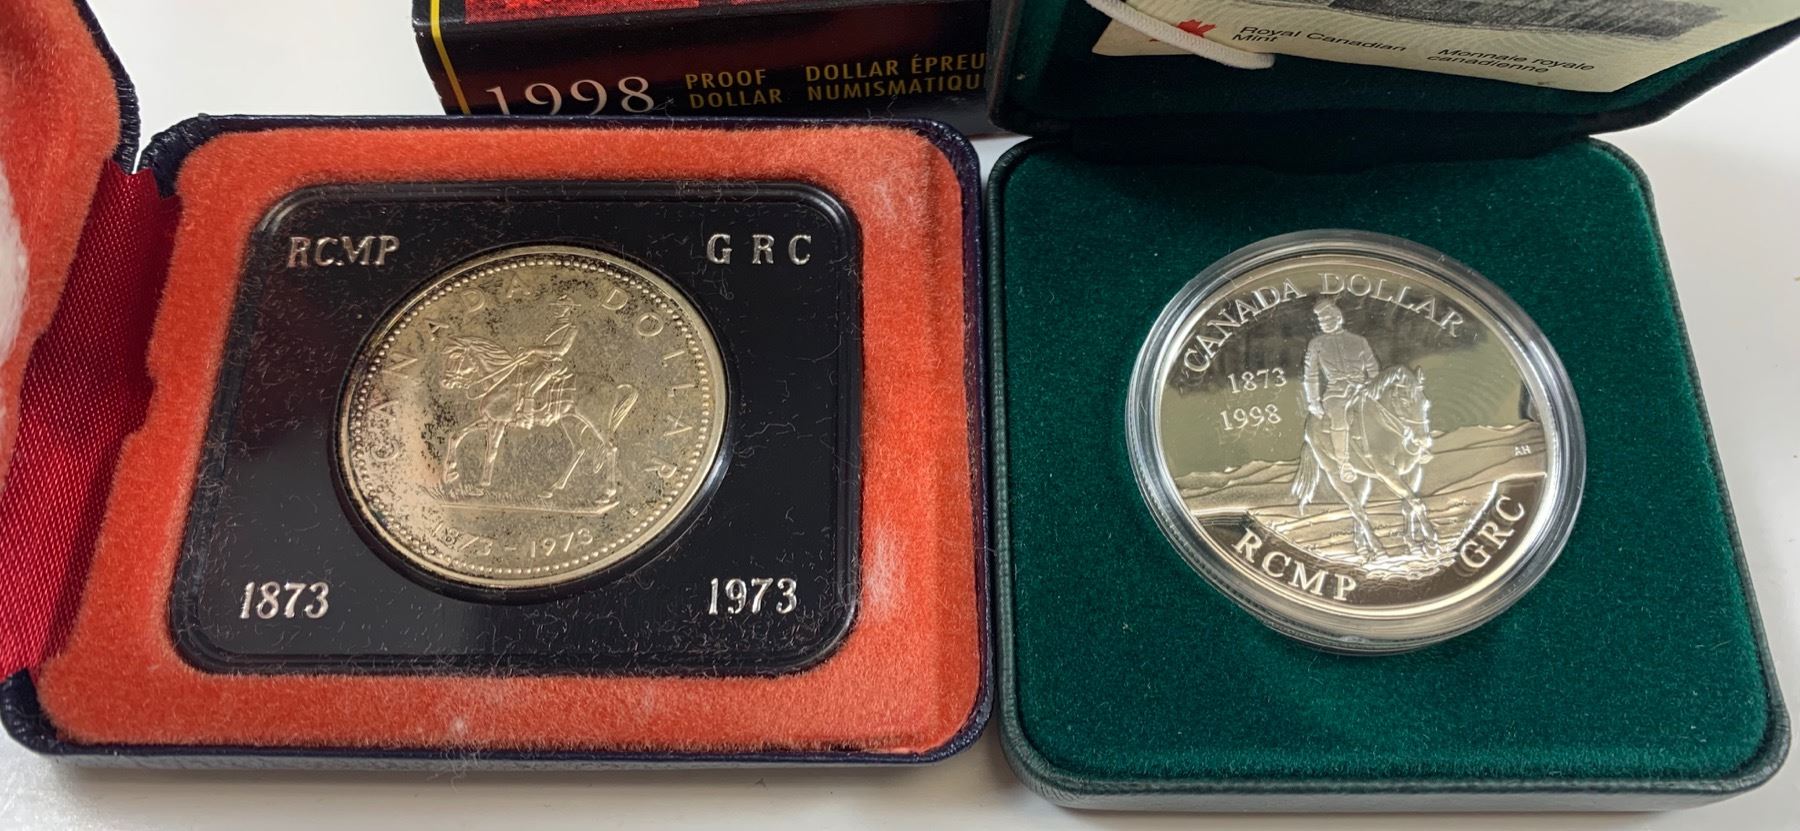 Royal Canadian Mint
Monnaie royale canadienne
1998
PROOF DOLLAR
DOLLAR ÉPREU
NUMISMATIQU
RCMP
GRC
CANADA DOLLAR
1873-1973
1873
1973
CANADA DOLLAR
1873
1998
AH
RCMP
GRC